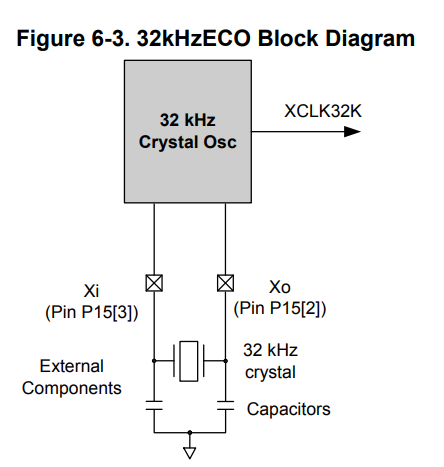 Figure 6-3. 32kHzECO Block Diagram
32 kHz
Crystal Osc
XCLK32K
Xi
(Pin P15[3])
Xo
(Pin P15[2])
32 kHz
crystal
External
Components
Capacitors